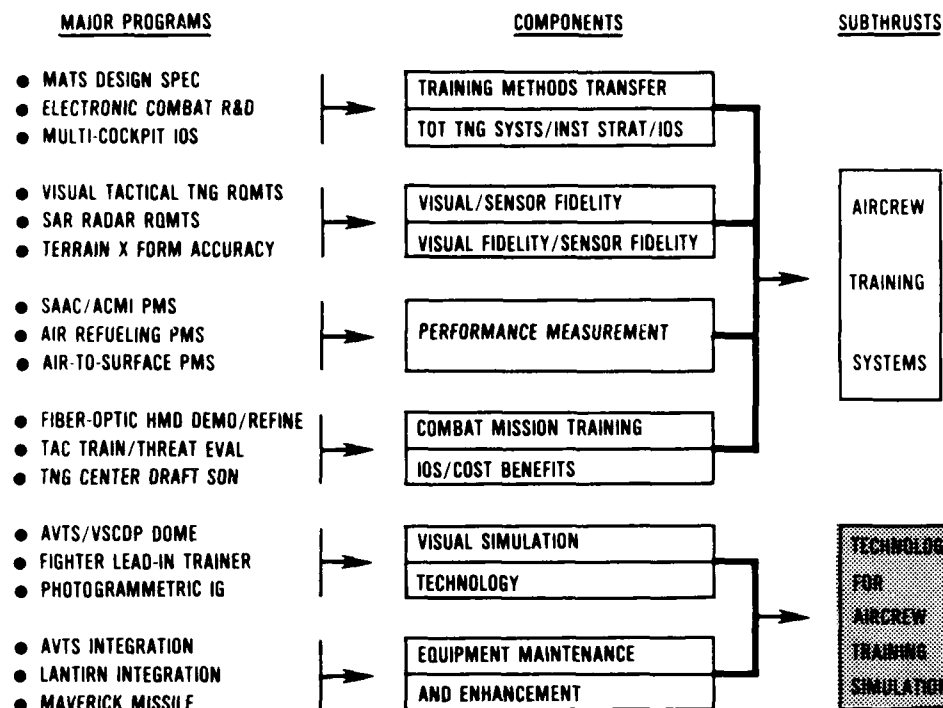 MAJOR PROGRAMS
COMPONENTS
SUBTHRUSTS
● MATS DESIGN SPEC
● ELECTRONIC COMBAT R&D
● MULTI-COCKPIT IOS
TRAINING METHODS TRANSFER
TOT TNG SYSTS/INST STRAT/IOS
● VISUAL TACTICAL TNG RQMTS
● SAR RADAR RQMTS
● TERRAIN X FORM ACCURACY
VISUAL/SENSOR FIDELITY
VISUAL FIDELITY/SENSOR FIDELITY
● SAAC/ACMI PMS
● AIR REFUELING PMS
● AIR-TO-SURFACE PMS
PERFORMANCE MEASUREMENT
● FIBER-OPTIC HMD DEMO/REFINE
● TAC TRAIN/THREAT EVAL
● TNG CENTER DRAFT SON
COMBAT MISSION TRAINING
IOS/COST BENEFITS
AIRCREW
TRAINING
SYSTEMS
● AVTS/VSCDP DOME
● FIGHTER LEAD-IN TRAINER
● PHOTOGRAMMETRIC IG
VISUAL SIMULATION
TECHNOLOGY
● AVTS INTEGRATION
● LANTIRN INTEGRATION
● MAVERICK MISSILE
EQUIPMENT MAINTENANCE
AND ENHANCEMENT
TECHNOLOG
FOR
AIRCREW
TRAINING
SIMULATION